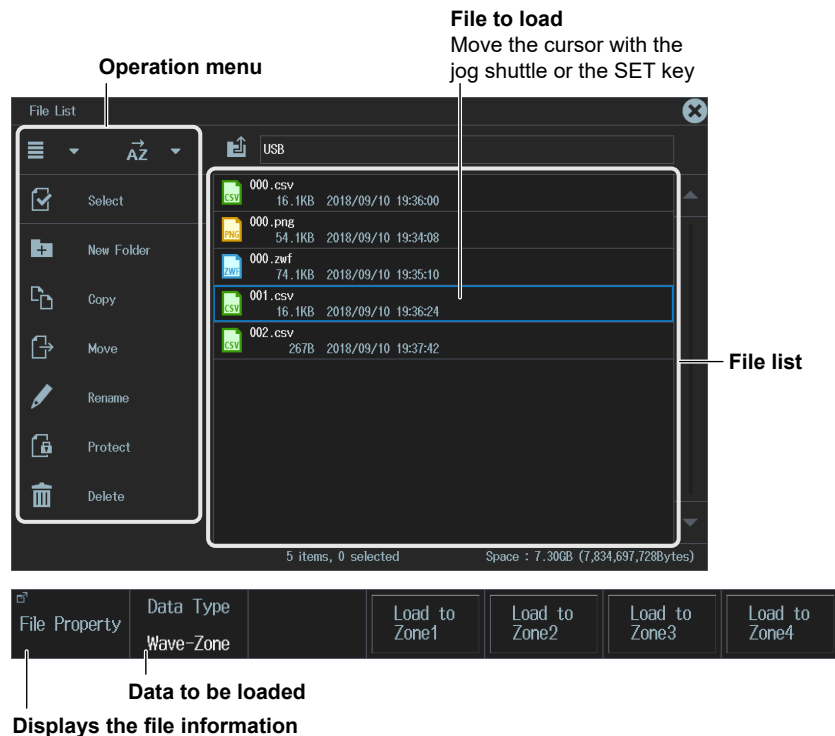 File to load
Move the cursor with the
jog shuttle or the SET key
Operation menu
File List
AZ
USB
Select
New Folder
Copy
Move
Rename
Protect
Delete
CSV
000.csv
16.1KB 2018/09/10 19:36:00
PNG
000.png
54.1KB 2018/09/10 19:34:08
ZWF
000.zwf
74.1KB 2018/09/10 19:35:10
CSV
001.csv
16.1KB 2018/09/10 19:36:24
CSV
002.csv
267B 2018/09/10 19:37:42
File list
5 items, 0 selected
Space : 7.30GB (7,834,697,728Bytes)
File Property
Data Type
Wave-Zone
Load to
Zone1
Load to
Zone2
Load to
Zone3
Load to
Zone4
Data to be loaded
Displays the file information